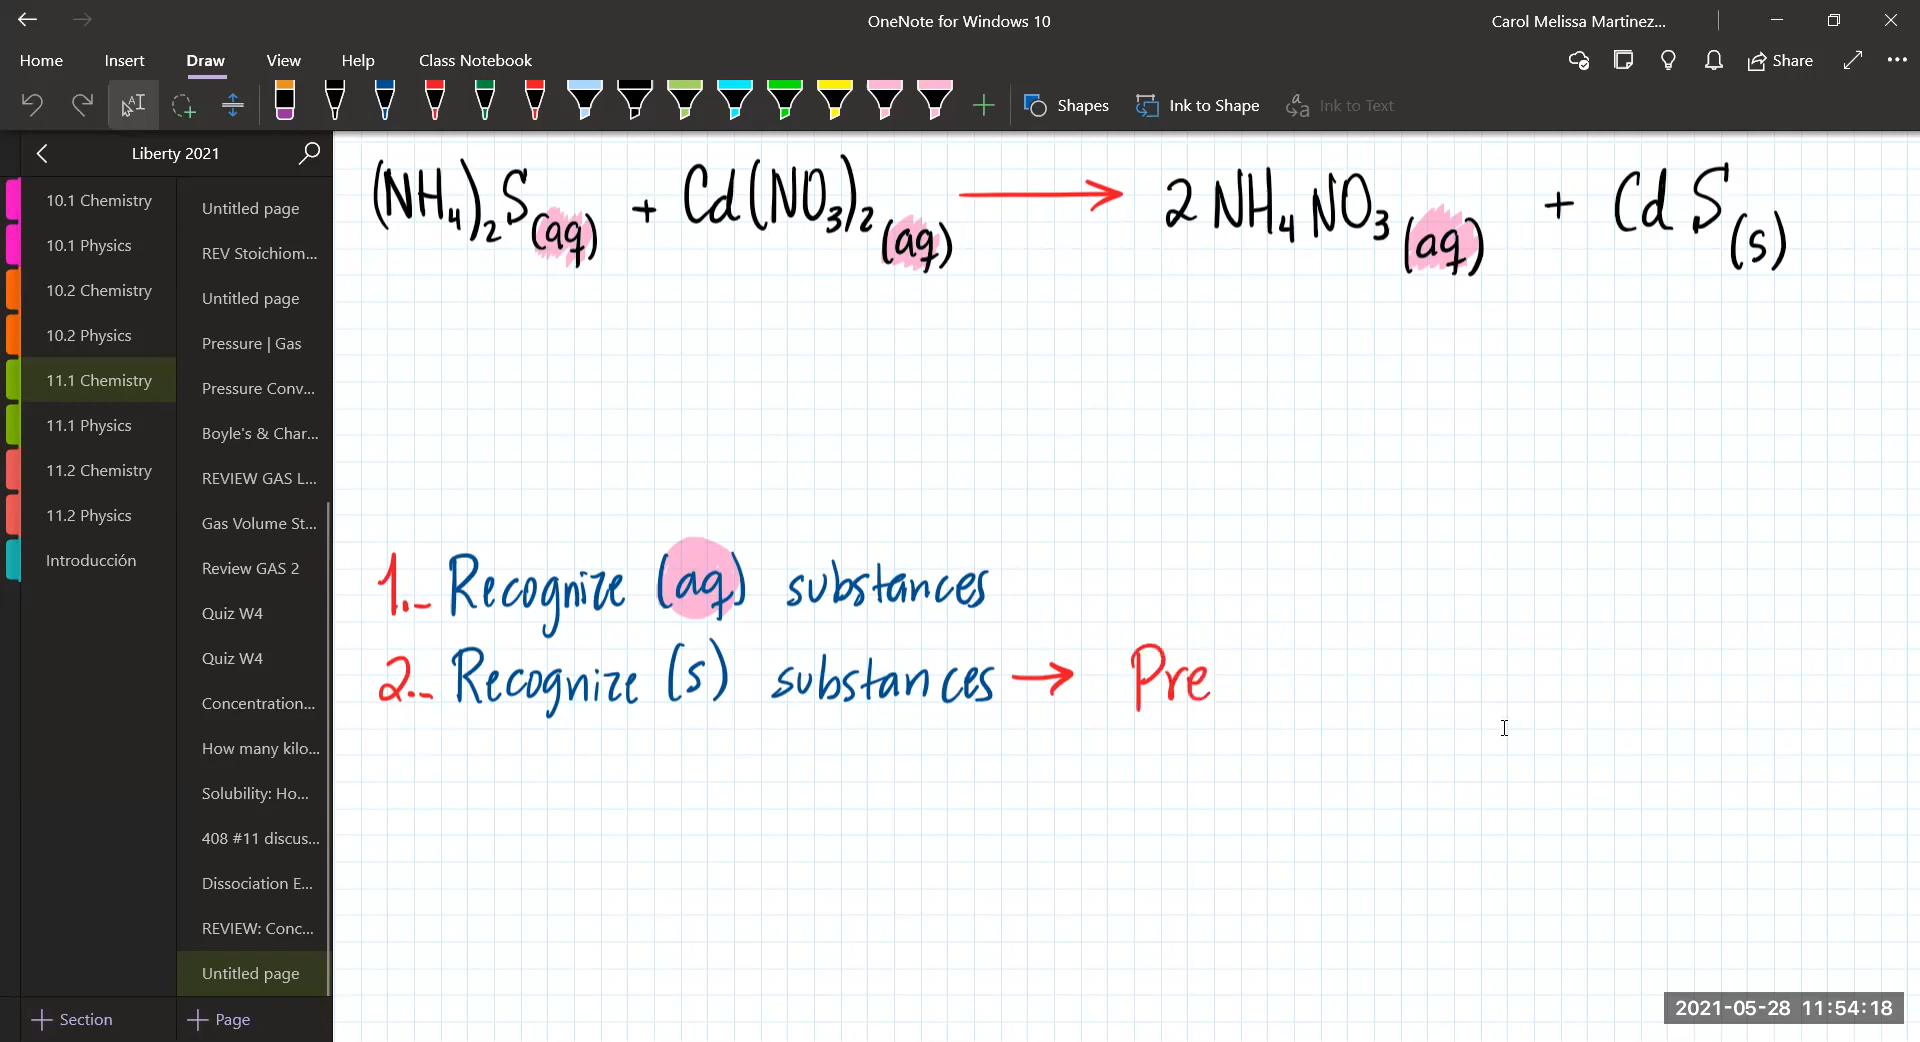 OneNote for Windows 10
Carol Melissa Martinez...
Home Insert Draw View Help Class Notebook
Share
Shapes
Ink to Shape
Ink to Text
Liberty 2021
10.1 Chemistry
10.1 Physics
10.2 Chemistry
10.2 Physics
11.1 Chemistry
11.1 Physics
11.2 Chemistry
11.2 Physics
Introducción
Untitled page
REV Stoichiom...
Untitled page
Pressure | Gas
Pressure Conv...
Boyle's & Char...
REVIEW GAS L...
Gas Volume St...
Review GAS 2
Quiz W4
Quiz W4
Concentration...
How many kilo...
Solubility: Ho...
408 #11 discus...
Dissociation E...
REVIEW: Conc...
Untitled page
+ Section
+ Page
(NH₄)₂S(aq) + Cd(NO₃)₂(aq) → 2 NH₄NO₃(aq) + CdS(s)
1.- Recognize (aq) substances
2.- Recognize (s) substances → Pre
2021-05-28 11:54:18